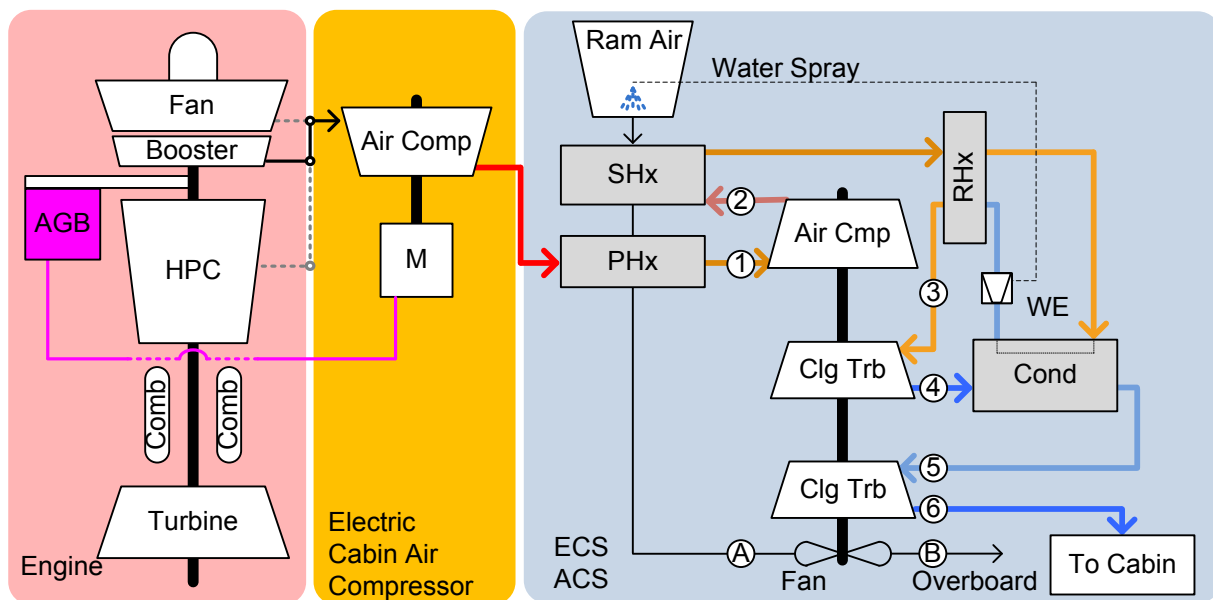 Fan
Booster
AGB
HPC
Comb
Comb
Turbine
Engine
Air Comp
M
Electric
Cabin Air
Compressor
Ram Air
Water Spray
SHx
PHx
RHx
2
1
Air Cmp
3
WE
Clg Trb
4
Cond
5
Clg Trb
6
ECS
ACS
A
Fan
B
Overboard
To Cabin